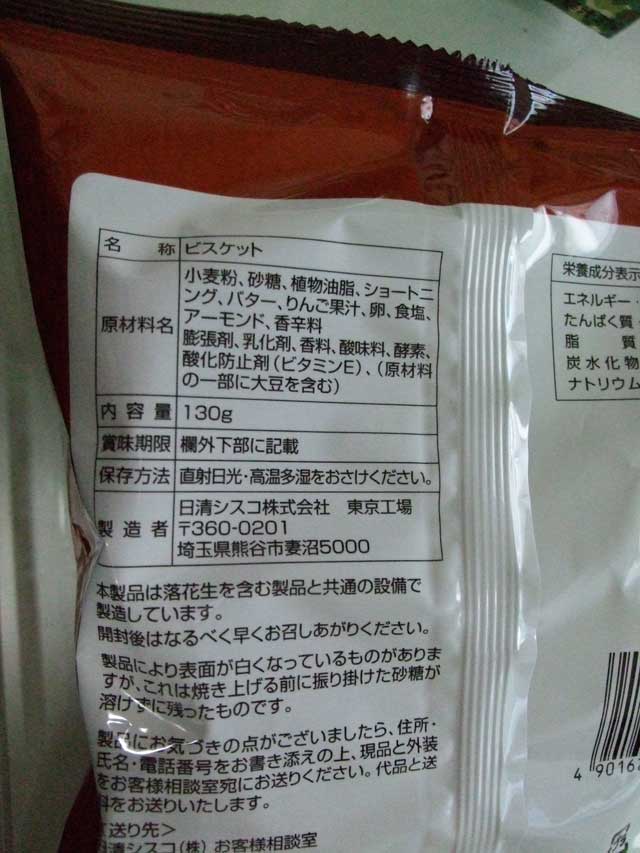 名 称 ビスケット
原材料名 小麦粉、砂糖、植物油脂、ショートニ
ング、バター、りんご果汁、卵、食塩、
アーモンド、香辛料
膨張剤、乳化剤、香料、酸味料、酵素、
酸化防止剤(ビタミンE)、(原材料
の一部に大豆を含む)
内 容 量 130g
賞味期限 欄外下部に記載
保存方法 直射日光・高温多湿をおさけください。
製 造 者 日清シスコ株式会社 東京工場
〒360-0201
埼玉県熊谷市妻沼5000
本製品は落花生を含む製品と共通の設備で
製造しています。
開封後はなるべく早くお召しあがりください。
製品により表面が白くなっているものがありま
すが、これは焼き上げる前に振り掛けた砂糖が
溶けずに残ったものです。
製品にお気づきの点がございましたら、住所・
氏名・電話番号をお書き添えの上、現品と外装
をお客様相談室宛にお送りください。代品と送
料をお送りいたします。
送り先>
日清シスコ(株) お客様相談室
栄養成分表示
エネルギー
たんぱく質
脂 質
炭水化物
ナトリウム
4 90162